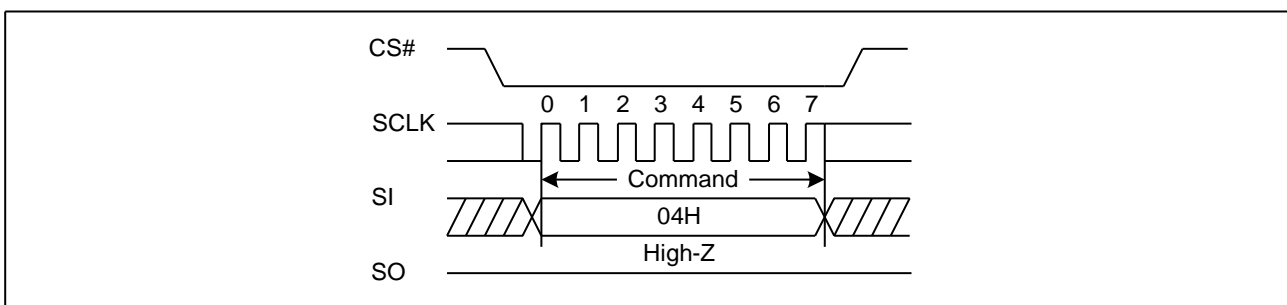 CS#
0 1 2 3 4 5 6 7
SCLK
Command
SI
04H
High-Z
SO